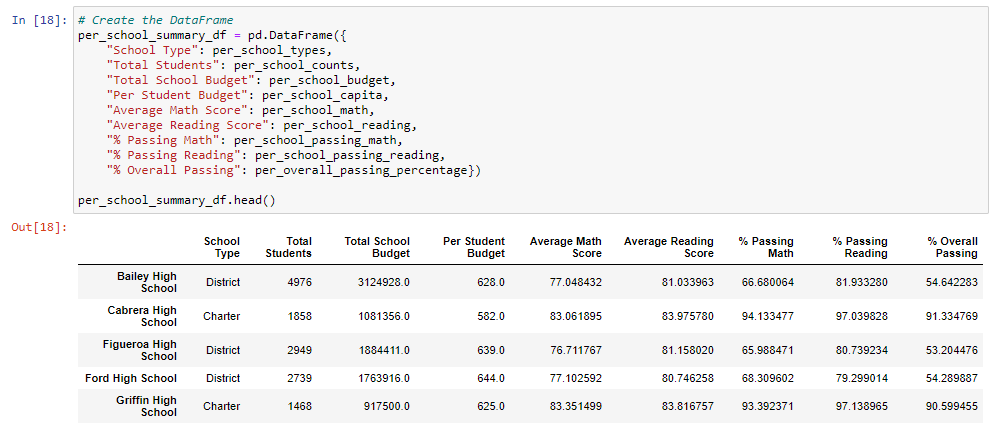 In [18]: # Create the DataFrame
per_school_summary_df = pd.DataFrame({
    "School Type": per_school_types,
    "Total Students": per_school_counts,
    "Total School Budget": per_school_budget,
    "Per Student Budget": per_school_capita,
    "Average Math Score": per_school_math,
    "Average Reading Score": per_school_reading,
    "% Passing Math": per_school_passing_math,
    "% Passing Reading": per_school_passing_reading,
    "% Overall Passing": per_overall_passing_percentage})
per_school_summary_df.head()
Out[18]:
School Total Total School Per Student Average Math Average Reading % Passing % Passing % Overall
Type Students Budget Budget Score Score Math Reading Passing
Bailey High
School District 4976 3124928.0 628.0 77.048432 81.033963 66.680064 81.933280 54.642283
Cabrera High
School Charter 1858 1081356.0 582.0 83.061895 83.975780 94.133477 97.039828 91.334769
Figueroa High
School District 2949 1884411.0 639.0 76.711767 81.158020 65.988471 80.739234 53.204476
Ford High School District 2739 1763916.0 644.0 77.102592 80.746258 68.309602 79.299014 54.289887
Griffin High
School Charter 1468 917500.0 625.0 83.351499 83.816757 93.392371 97.138965 90.599455